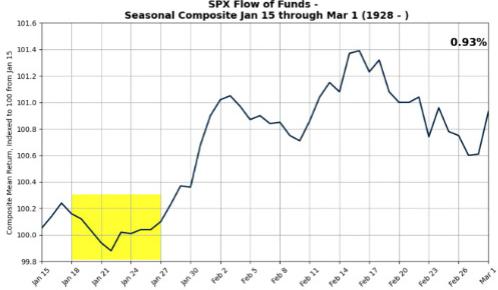 SPX Flow of Funds -
Seasonal Composite Jan 15 through Mar 1 (1928 - )
Composite Mean Return, Indexed to 100 from Jan 15
101.6
101.4
101.2
101.0
100.8
100.6
100.4
100.2
100.0
99.8
0.93%
Jan 15
Jan 18
Jan 21
Jan 24
Jan 27
Jan 30
Feb 2
Feb 5
Feb 8
Feb 11
Feb 14
Feb 17
Feb 20
Feb 23
Feb 26
Mar 1